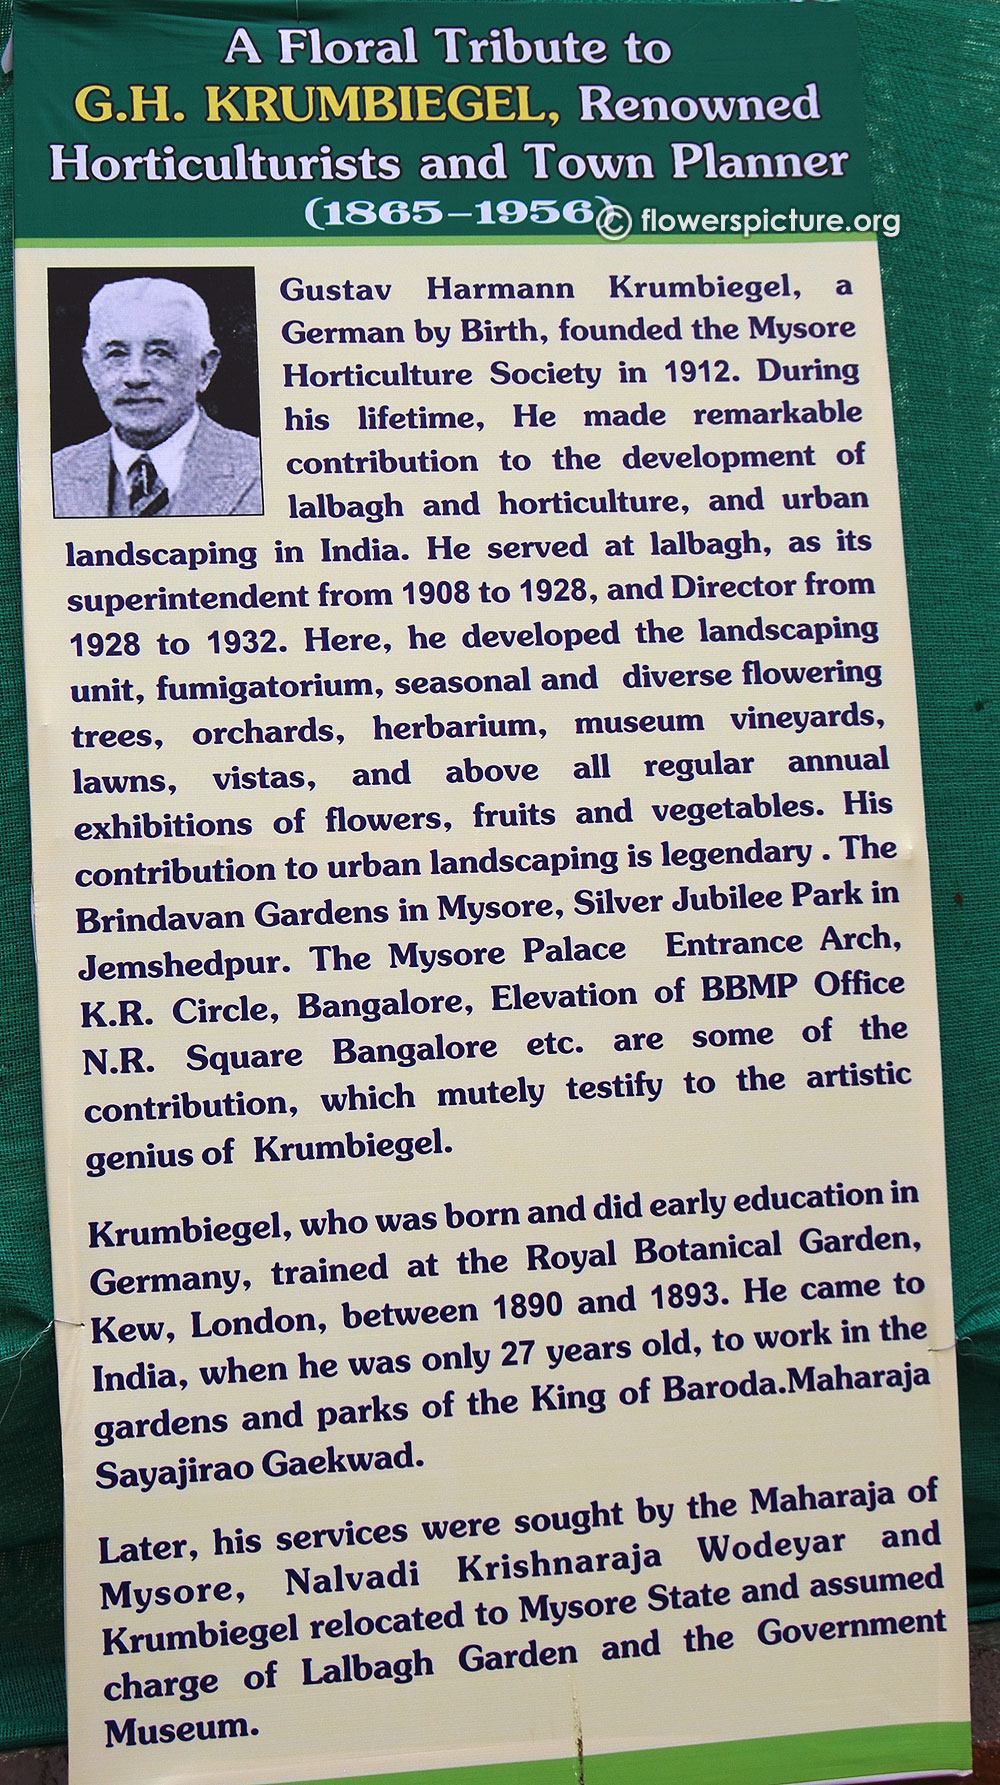 A Floral Tribute to
G.H. KRUMBIEGEL, Renowned
Horticulturists and Town Planner
(1865-1956)
© flowerspicture.org
Gustav Harmann Krumbiegel, a
German by Birth, founded the Mysore
Horticulture Society in 1912. During
his lifetime, He made remarkable
contribution to the development of
lalbagh and horticulture, and urban
landscaping in India. He served at lalbagh, as its
superintendent from 1908 to 1928, and Director from
1928 to 1932. Here, he developed the landscaping
unit, fumigatorium, seasonal and diverse flowering
trees, orchards, herbarium, museum vineyards,
lawns, vistas, and above all regular annual
exhibitions of flowers, fruits and vegetables. His
contribution to urban landscaping is legendary . The
Brindavan Gardens in Mysore, Silver Jubilee Park in
Jemshedpur. The Mysore Palace Entrance Arch,
K.R. Circle, Bangalore, Elevation of BBMP Office
N.R. Square Bangalore etc. are some of the
contribution, which mutely testify to the artistic
genius of Krumbiegel.
Krumbiegel, who was born and did early education in
Germany, trained at the Royal Botanical Garden,
Kew, London, between 1890 and 1893. He came to
India, when he was only 27 years old, to work in the
gardens and parks of the King of Baroda.Maharaja
Sayajirao Gaekwad.
Later, his services were sought by the Maharaja of
Mysore, Nalvadi Krishnaraja Wodeyar and
Krumbiegel relocated to Mysore State and assumed
charge of Lalbagh Garden and the Government
Museum.